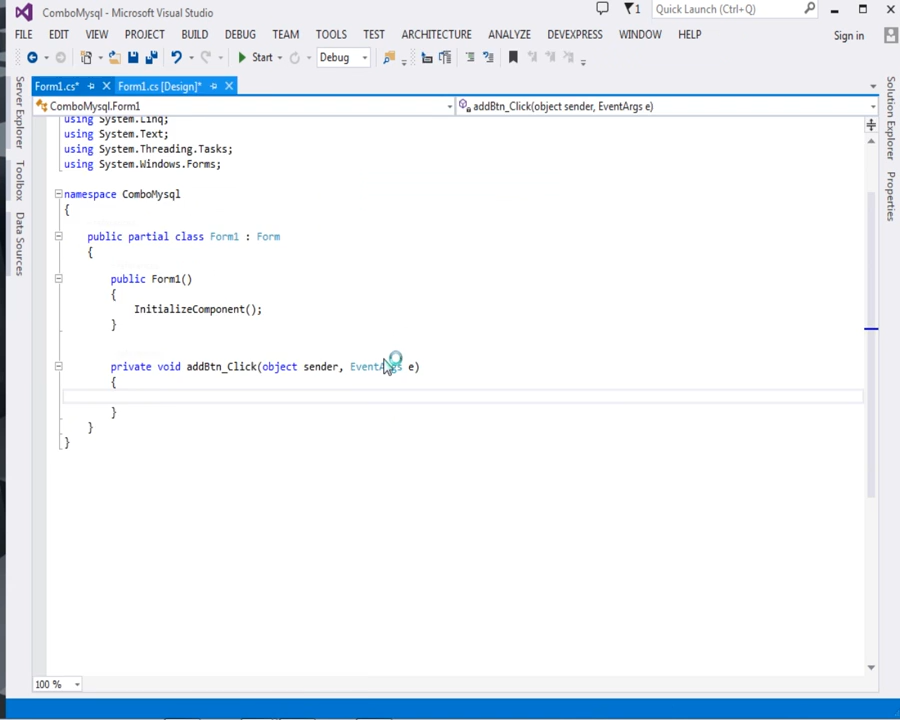 ComboMysql - Microsoft Visual Studio
Quick Launch (Ctrl+Q)
1
FILE EDIT VIEW PROJECT BUILD DEBUG TEAM TOOLS TEST ARCHITECTURE ANALYZE DEVEXPRESS WINDOW HELP
Sign in
Start
Debug
Form1.cs*
Form1.cs [Design]*
Server Explorer
Toolbox
Data Sources
Solution Explorer
Properties
ComboMysql.Form1
addBtn_Click(object sender, EventArgs e)
using System.Linq;
using System.Text;
using System.Threading.Tasks;
using System.Windows.Forms;
namespace ComboMysql
{
public partial class Form1 : Form
{
public Form1()
{
InitializeComponent();
}
private void addBtn_Click(object sender, EventArgs e)
{
}
}
}
100 %